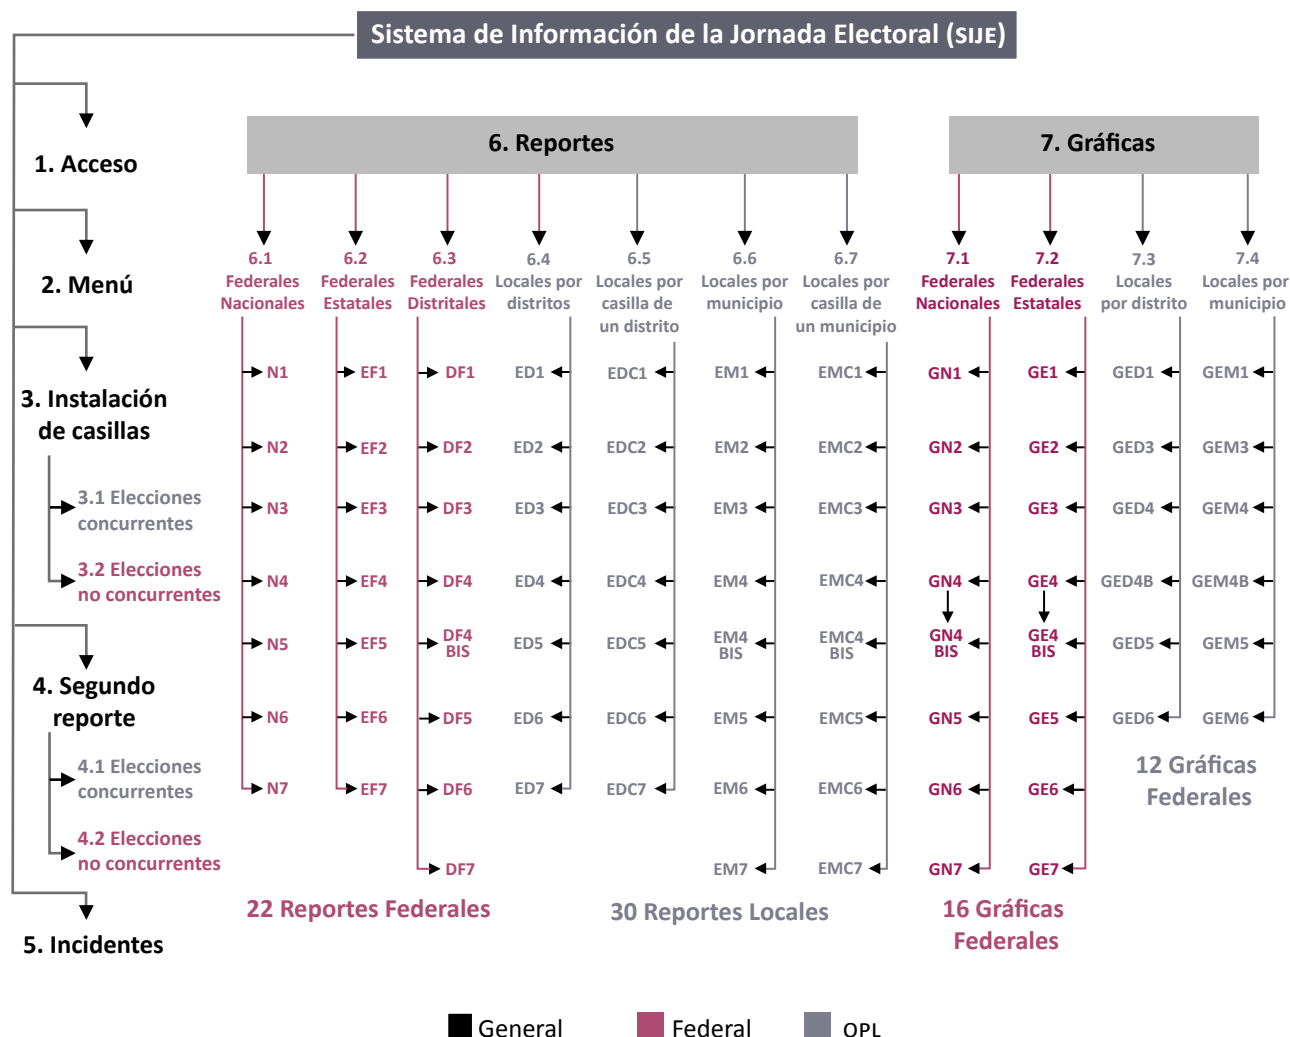 Sistema de Información de la Jornada Electoral (SIJE)
1. Acceso
2. Menú
3. Instalación
de casillas
3.1 Elecciones
concurrentes
3.2 Elecciones
no concurrentes
4. Segundo
reporte
4.1 Elecciones
concurrentes
4.2 Elecciones
no concurrentes
5. Incidentes
6. Reportes
6.1
Federales
Nacionales
N1
N2
N3
N4
N5
N6
N7
6.2
Federales
Estatales
EF1
EF2
EF3
EF4
EF5
EF6
EF7
6.3
Federales
Distritales
DF1
DF2
DF3
DF4
DF4
BIS
DF5
DF6
DF7
22 Reportes Federales
6.4
Locales por
distritos
ED1
ED2
ED3
ED4
ED5
ED6
ED7
6.5
Locales por
casilla de
un distrito
EDC1
EDC2
EDC3
EDC4
EDC5
EDC6
EDC7
6.6
Locales por
municipio
EM1
EM2
EM3
EM4
EM4
BIS
EM5
EM6
EM7
6.7
Locales por
casilla de
un municipio
EMC1
EMC2
EMC3
EMC4
EMC4
BIS
EMC5
EMC6
EMC7
30 Reportes Locales
7. Gráficas
7.1
Federales
Nacionales
GN1
GN2
GN3
GN4
GN4
BIS
GN5
GN6
GN7
7.2
Federales
Estatales
GE1
GE2
GE3
GE4
GE4
BIS
GE5
GE6
GE7
16 Gráficas
Federales
7.3
Locales
por distrito
GED1
GED3
GED4
GED4B
GED5
GED6
7.4
Locales por
municipio
GEM1
GEM3
GEM4
GEM4B
GEM5
GEM6
12 Gráficas
Federales
General
Federal
OPL